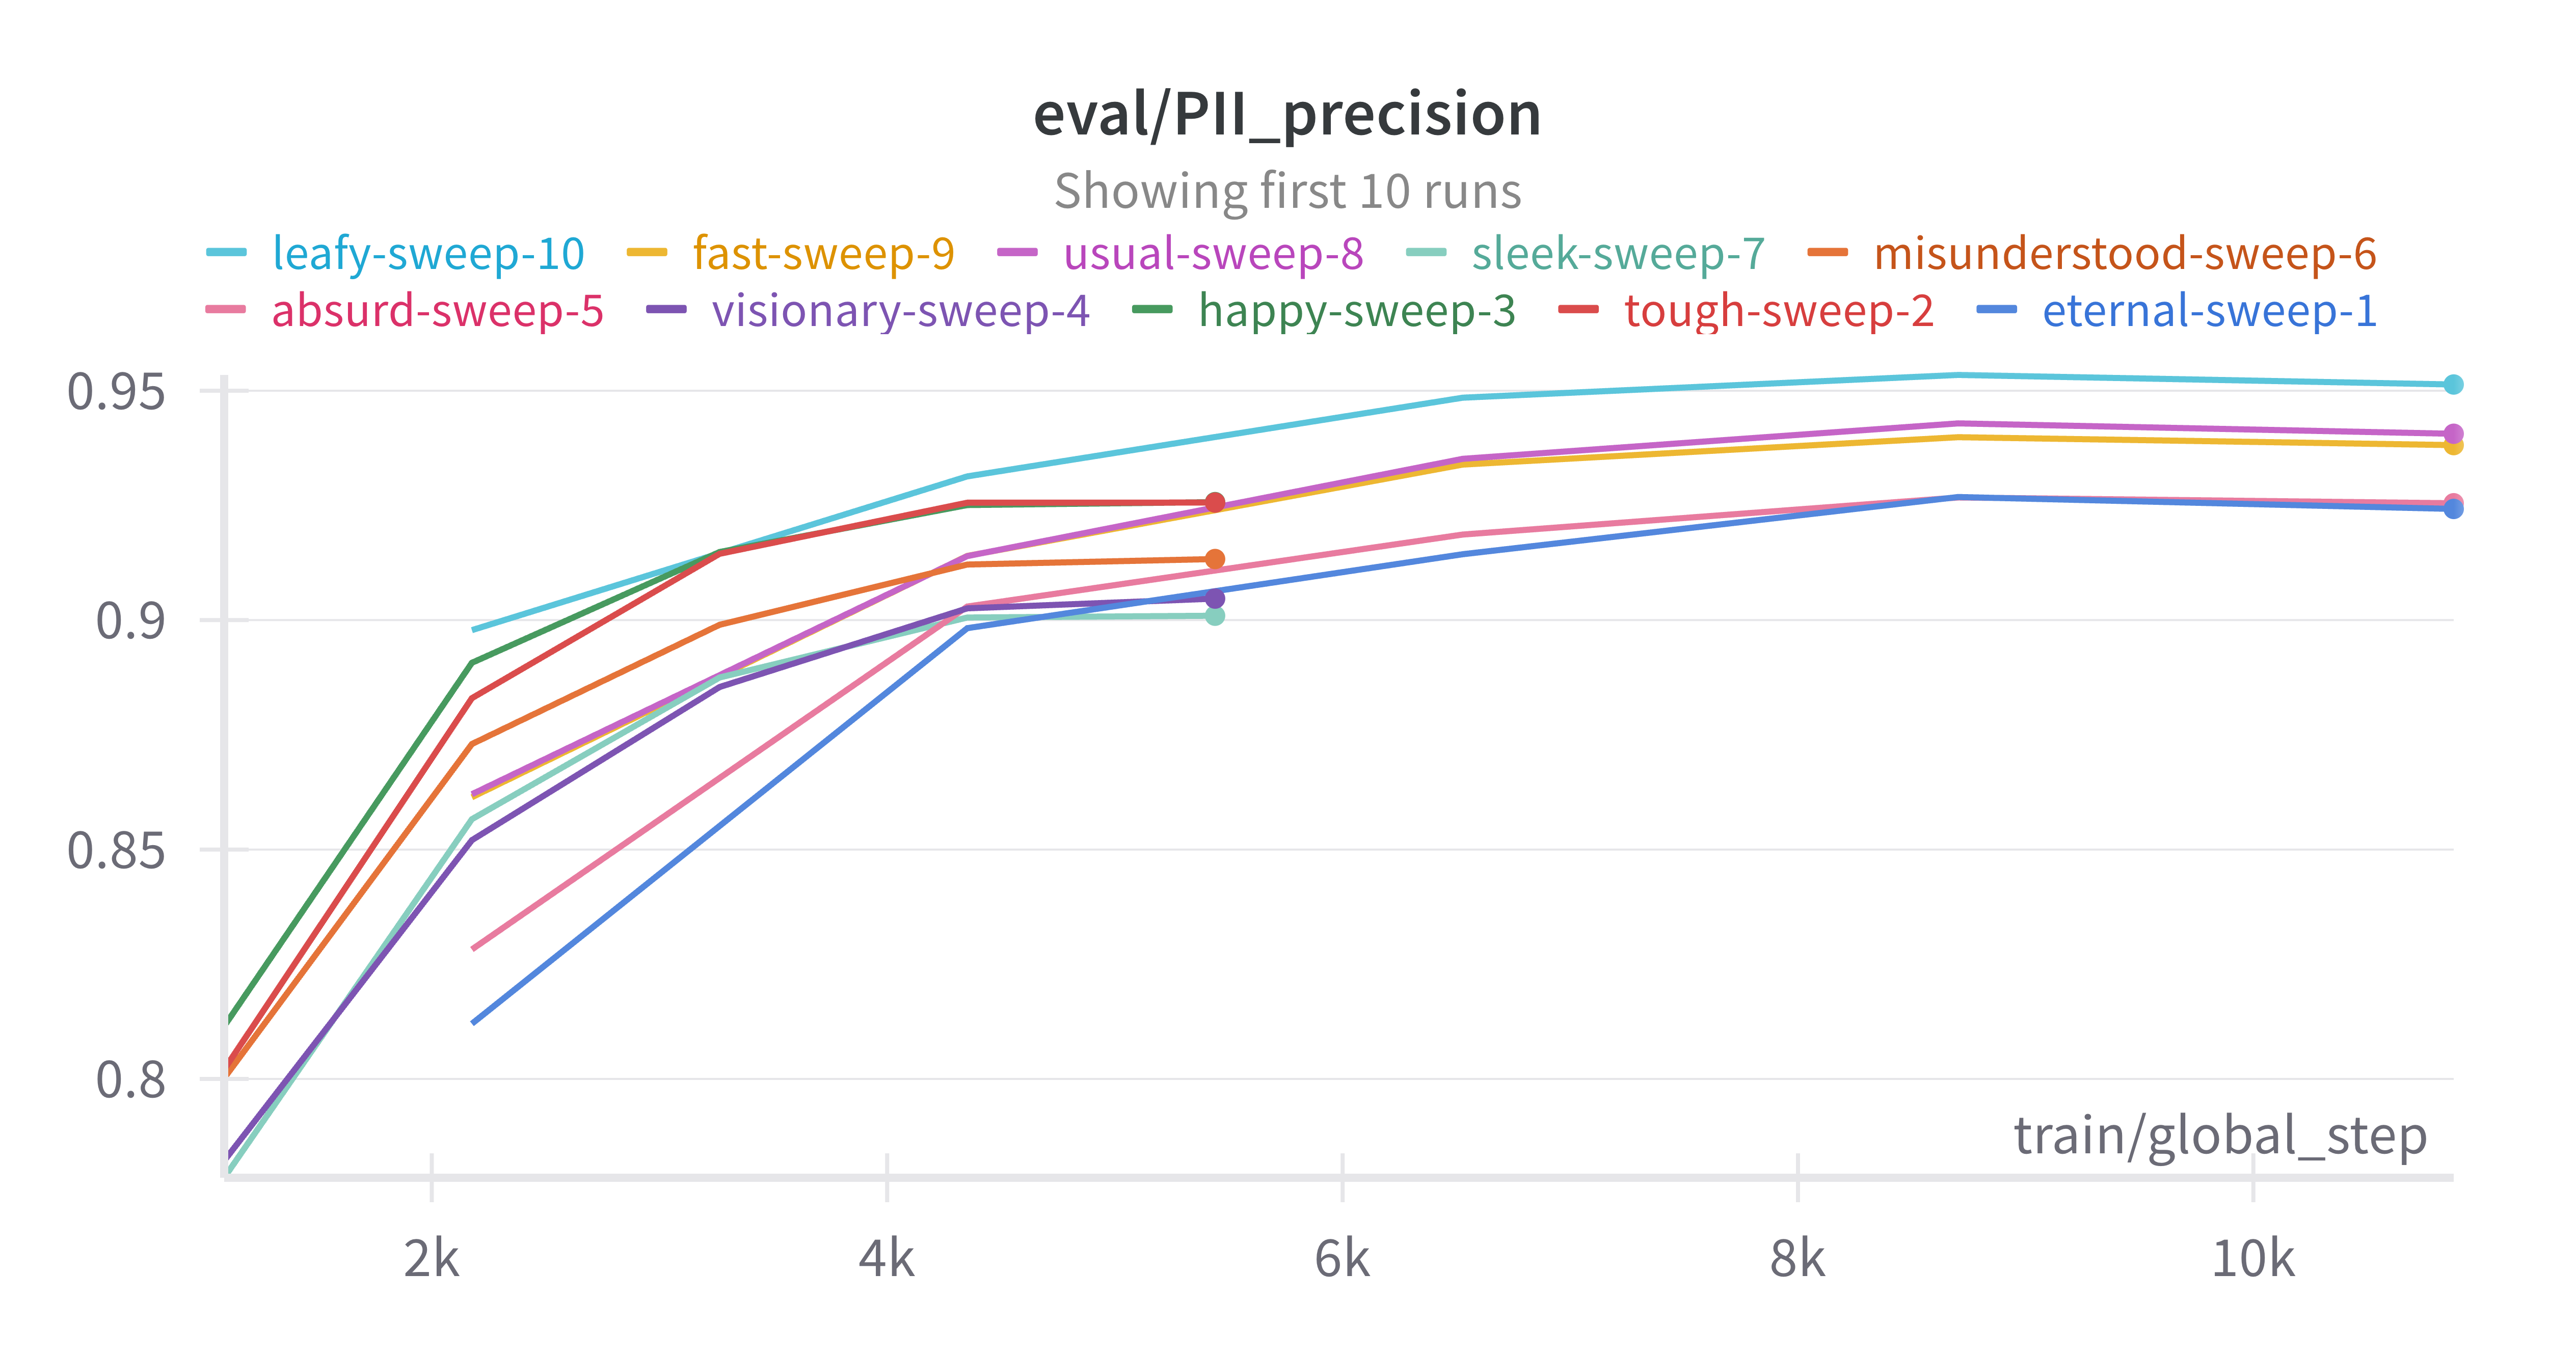 eval/PII_precision
Showing first 10 runs
leafy-sweep-10 fast-sweep-9 usual-sweep-8 sleek-sweep-7 misunderstood-sweep-6
absurd-sweep-5 visionary-sweep-4 happy-sweep-3 tough-sweep-2 eternal-sweep-1
0.95
0.9
0.85
0.8
train/global_step
2k 4k 6k 8k 10k